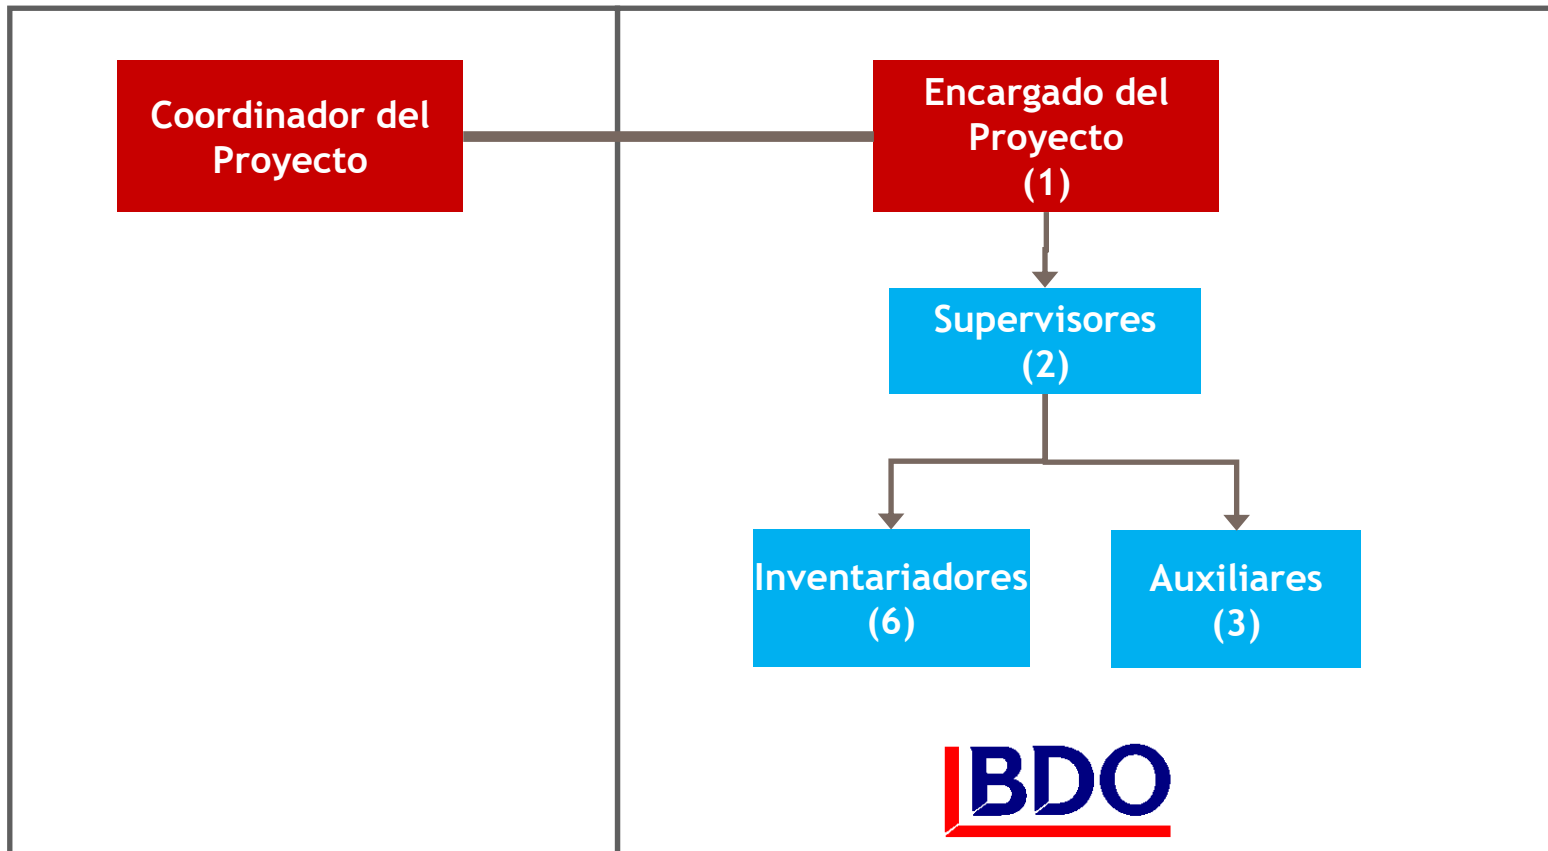 Coordinador del
Proyecto
Encargado del
Proyecto
(1)
Supervisores
(2)
Inventariadores
(6)
Auxiliares
(3)
BDO